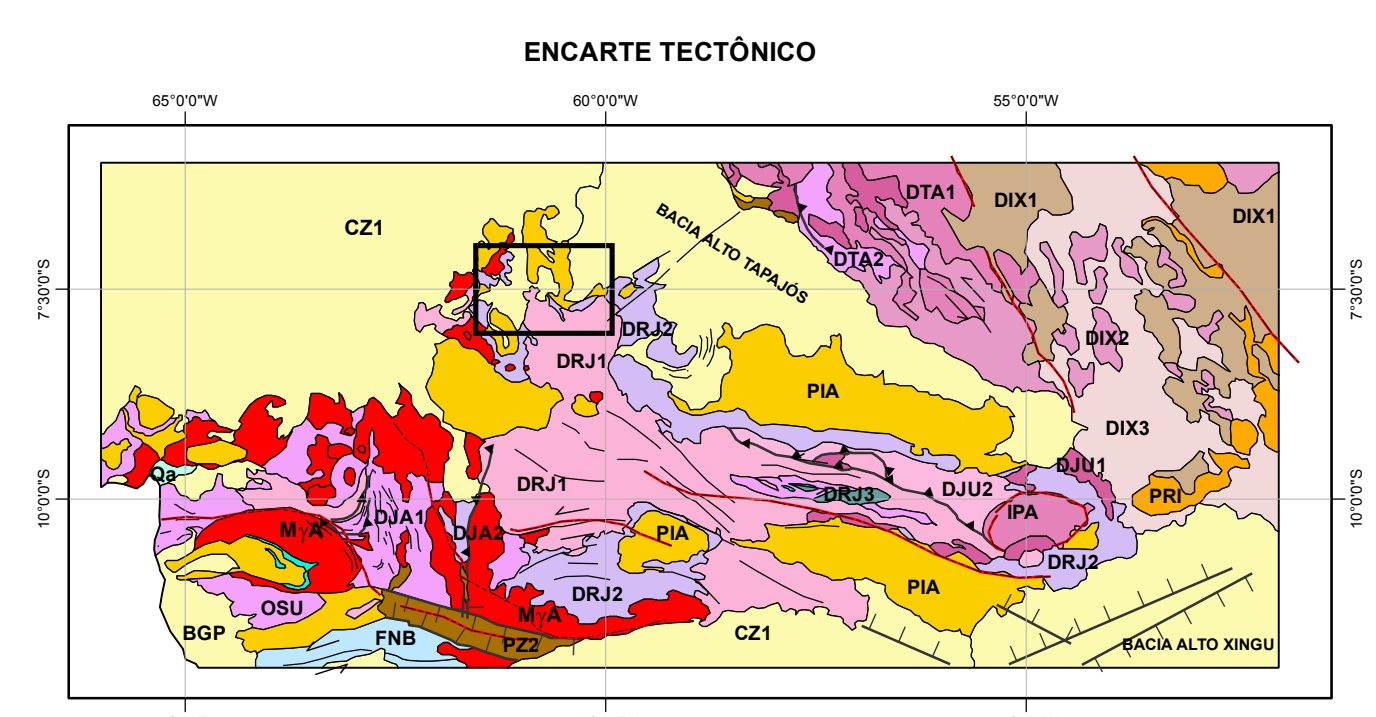 ENCARTE TECTÔNICO
65°0'0"W
60°0'0"W
55°0'0"W
7°30'0"S
7°30'0"S
10°0'0"S
10°0'0"S
CZ1
BACIA ALTO TAPAJÓS
DTA1
DTA2
DIX1
DIX1
DIX2
DIX3
DRJ2
DRJ1
PIA
DJU1
DJU2
PRI
IPA
DRJ3
DRJ1
Qa
DJA1
DJA2
MγA
PIA
DRJ2
DRJ2
PIA
OSU
MγA
BGP
FNB
PZ2
CZ1
BACIA ALTO XINGU